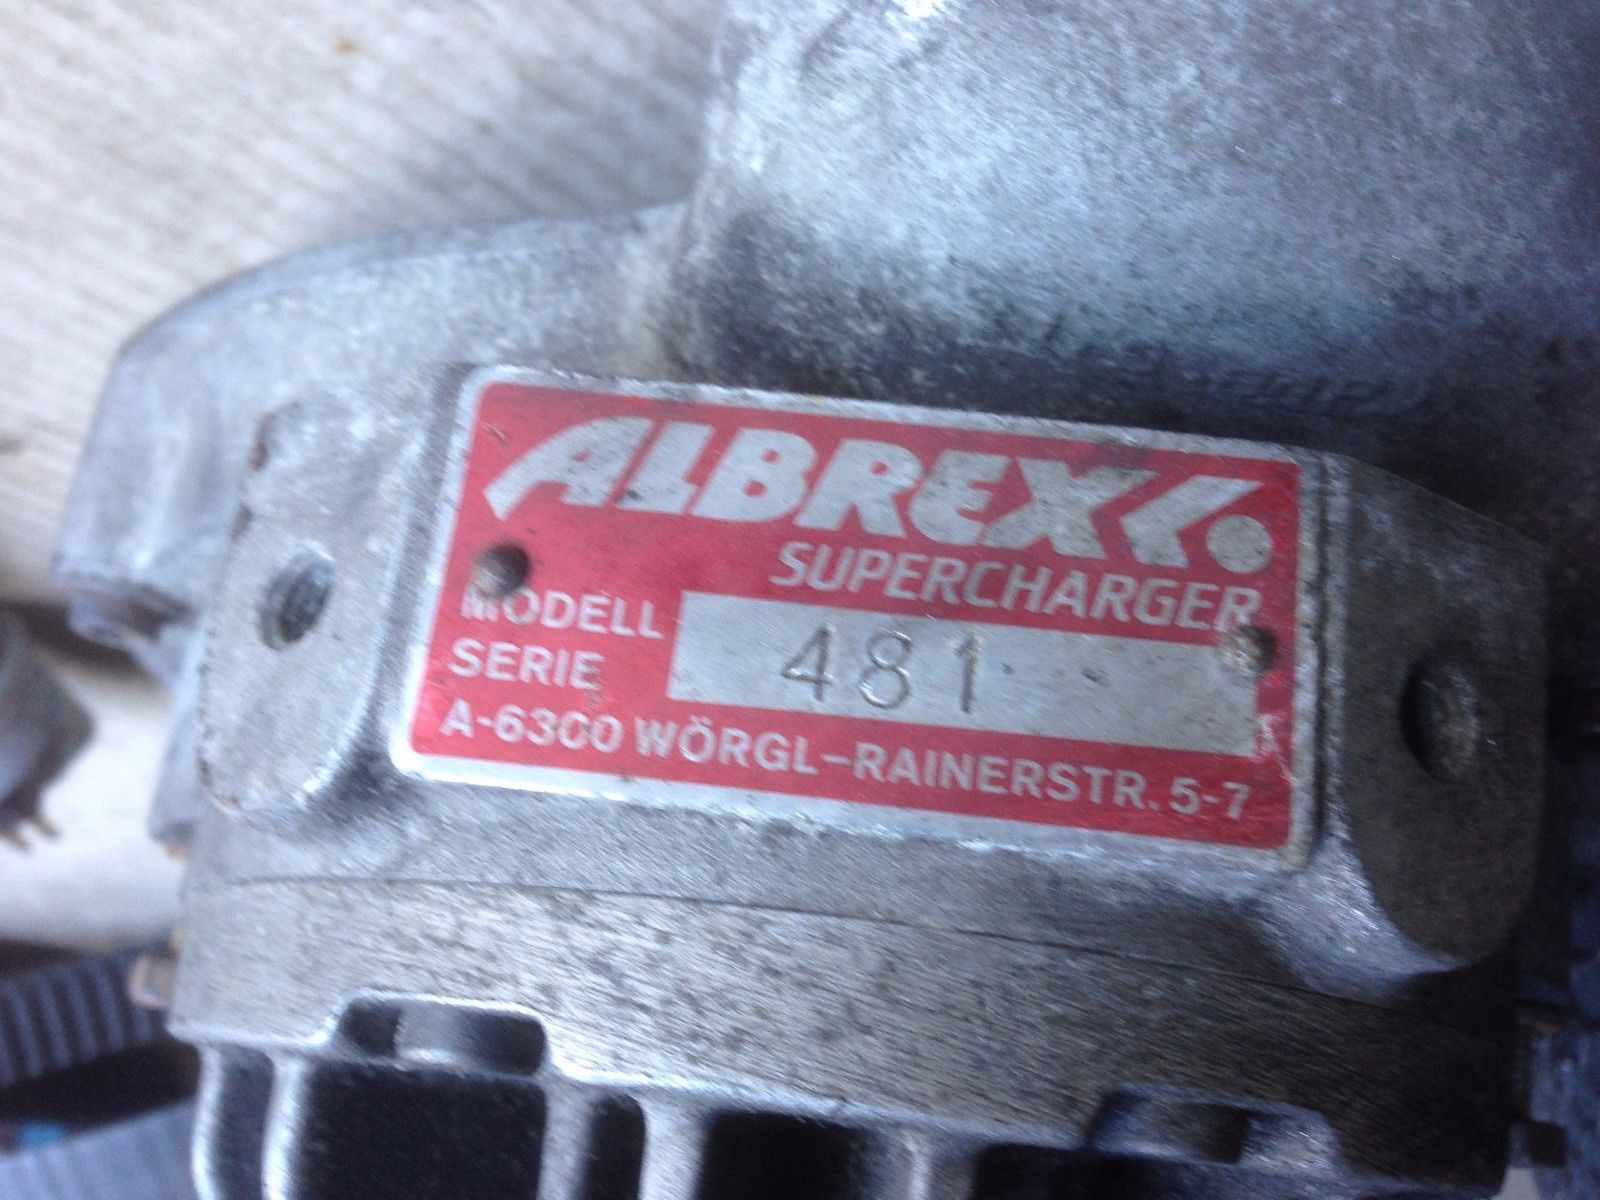 ALBREX
SUPERCHARGER
MODELL
SERIE
481
A-6300 WÖRGL-RAINERSTR. 5-7